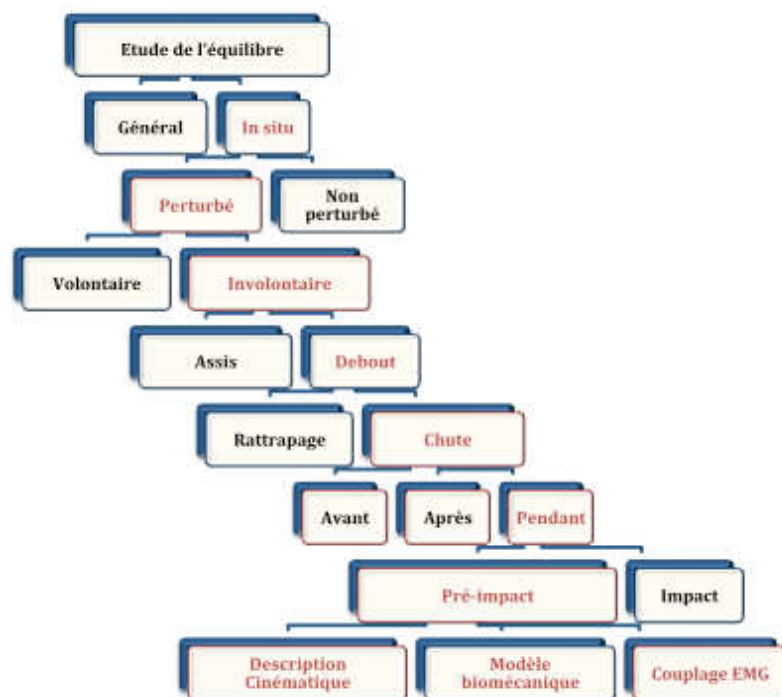 Etude de l'équilibre
Général
In situ
Perturbé
Non
perturbé
Volontaire
Involontaire
Assis
Debout
Rattrapage
Chute
Avant
Après
Pendant
Pré-impact
Impact
Description
Cinématique
Modèle
biomécanique
Couplage EMG